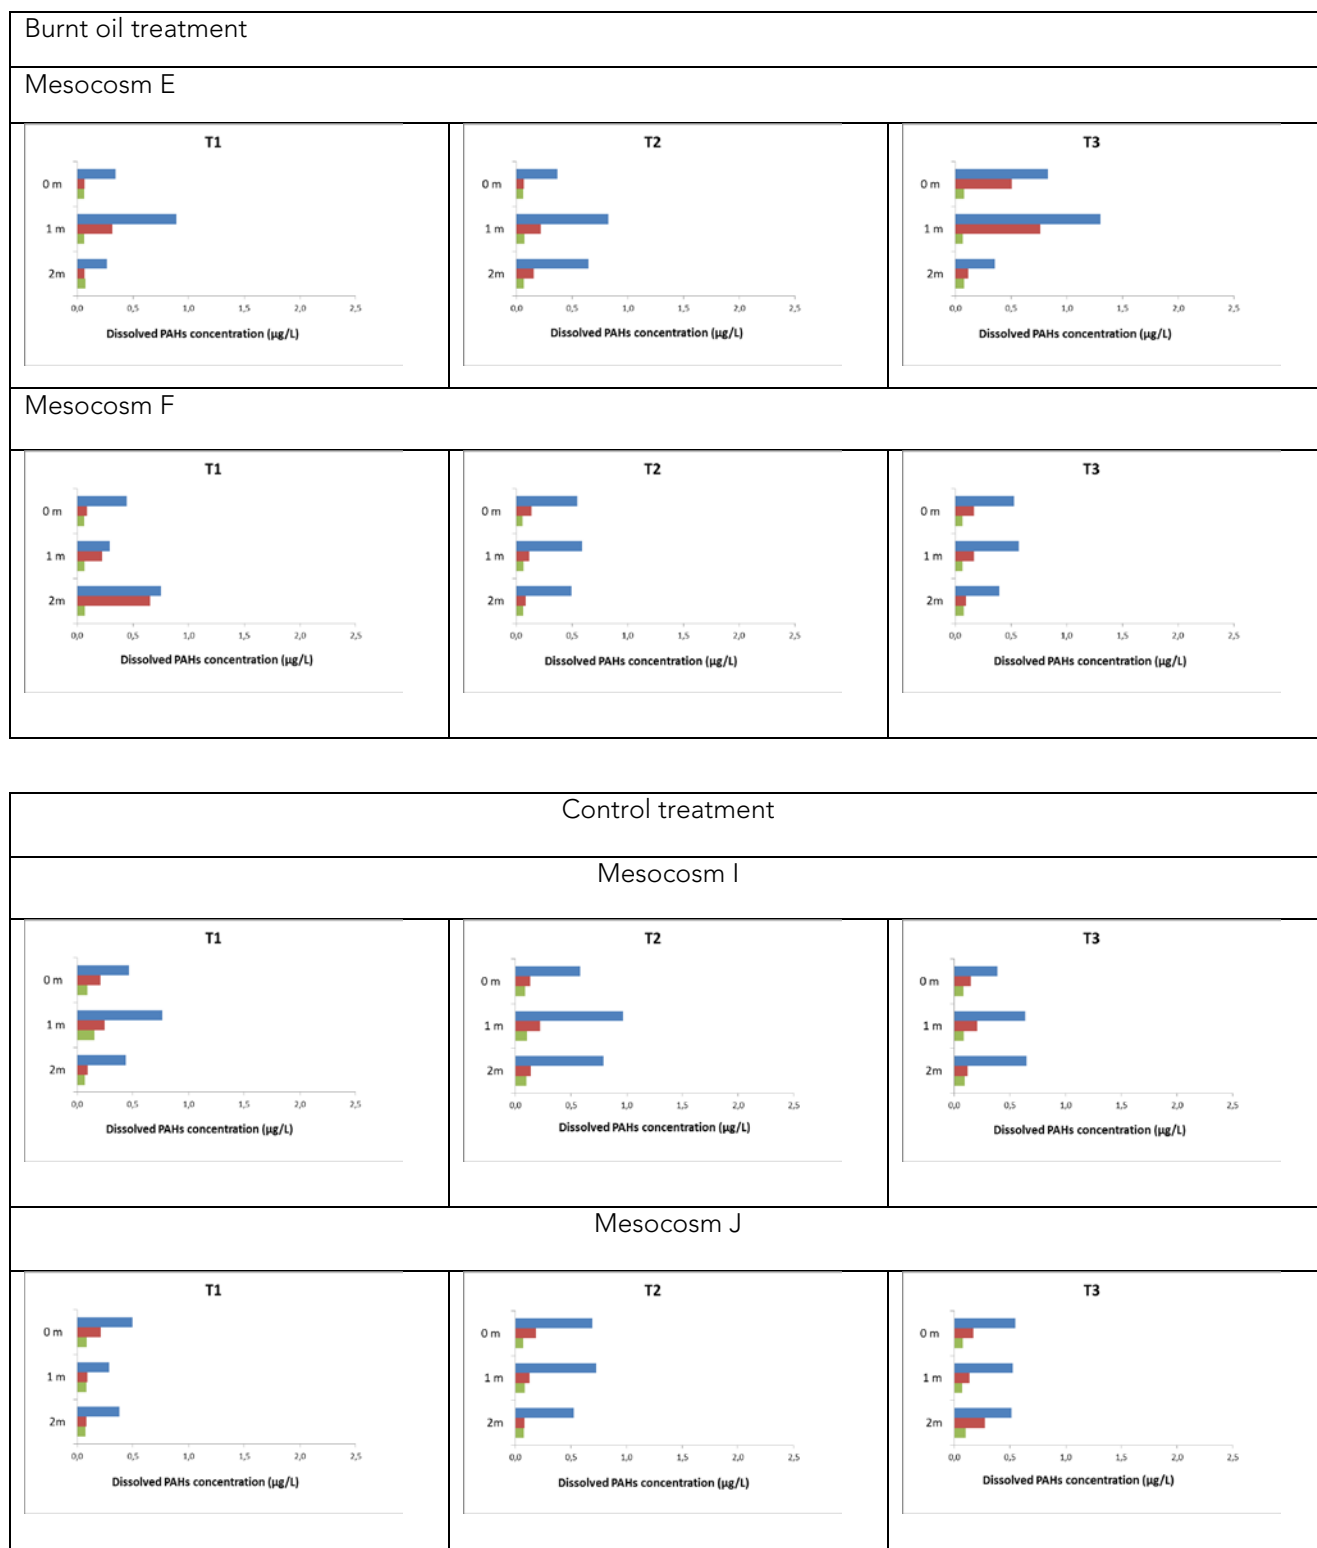 Burnt oil treatment
Mesocosm E
T1
0 m
1 m
2m
0,0 0,5 1,0 1,5 2,0 2,5
Dissolved PAHs concentration (µg/L)
T2
0 m
1 m
2m
0,0 0,5 1,0 1,5 2,0 2,5
Dissolved PAHs concentration (µg/L)
T3
0 m
1 m
2m
0,0 0,5 1,0 1,5 2,0 2,5
Dissolved PAHs concentration (µg/L)
Mesocosm F
T1
0 m
1 m
2m
0,0 0,5 1,0 1,5 2,0 2,5
Dissolved PAHs concentration (µg/L)
T2
0 m
1 m
2m
0,0 0,5 1,0 1,5 2,0 2,5
Dissolved PAHs concentration (µg/L)
T3
0 m
1 m
2m
0,0 0,5 1,0 1,5 2,0 2,5
Dissolved PAHs concentration (µg/L)
Control treatment
Mesocosm I
T1
0 m
1 m
2m
0,0 0,5 1,0 1,5 2,0 2,5
Dissolved PAHs concentration (µg/L)
T2
0 m
1 m
2m
0,0 0,5 1,0 1,5 2,0 2,5
Dissolved PAHs concentration (µg/L)
T3
0 m
1 m
2m
0,0 0,5 1,0 1,5 2,0 2,5
Dissolved PAHs concentration (µg/L)
Mesocosm J
T1
0 m
1 m
2m
0,0 0,5 1,0 1,5 2,0 2,5
Dissolved PAHs concentration (µg/L)
T2
0 m
1 m
2m
0,0 0,5 1,0 1,5 2,0 2,5
Dissolved PAHs concentration (µg/L)
T3
0 m
1 m
2m
0,0 0,5 1,0 1,5 2,0 2,5
Dissolved PAHs concentration (µg/L)